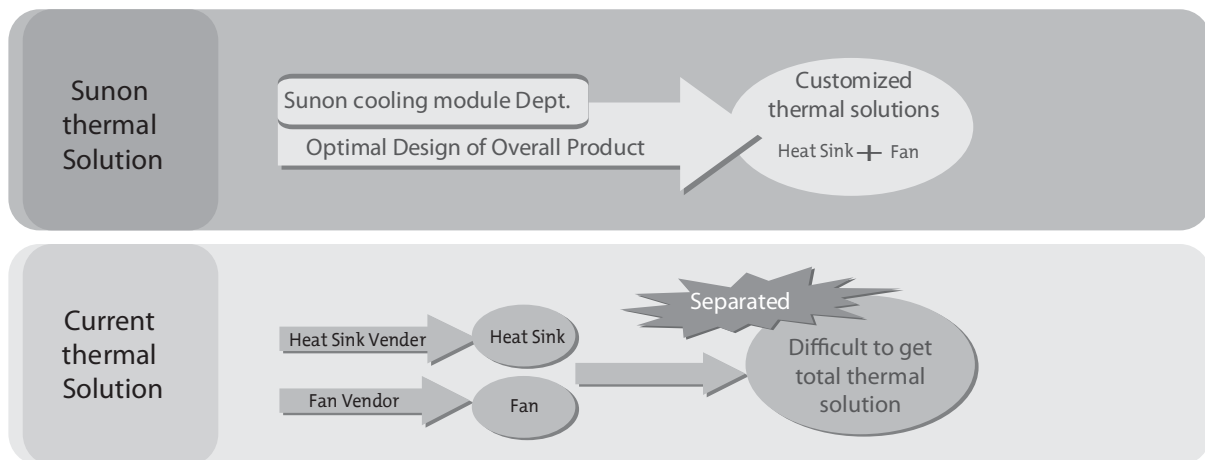 Sunon
thermal
Solution
Sunon cooling module Dept.
Optimal Design of Overall Product
Customized
thermal solutions
Heat Sink + Fan
Current
thermal
Solution
Heat Sink Vender
Heat Sink
Fan Vendor
Fan
Separated
Difficult to get
total thermal
solution